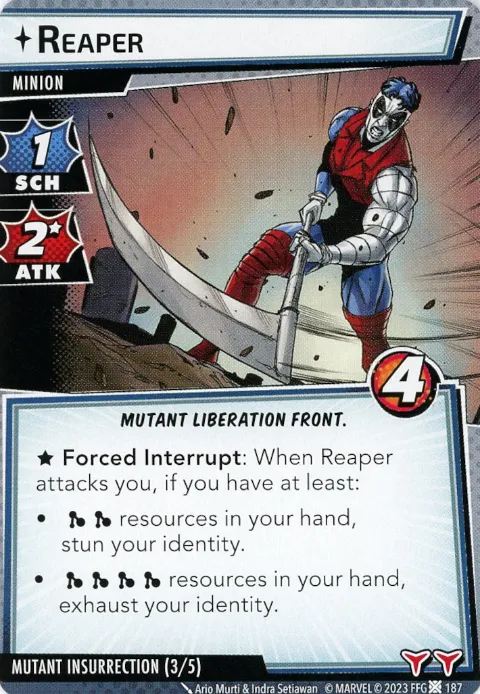 REAPER
MINION
1
SCH
2
ATK
4
MUTANT LIBERATION FRONT.
★ Forced Interrupt: When Reaper
attacks you, if you have at least:
• resources in your hand,
stun your identity.
• resources in your hand,
exhaust your identity.
MUTANT INSURRECTION (3/5)
Ario Murti & Indra Setiawan © MARVEL © 2023 FFG 187